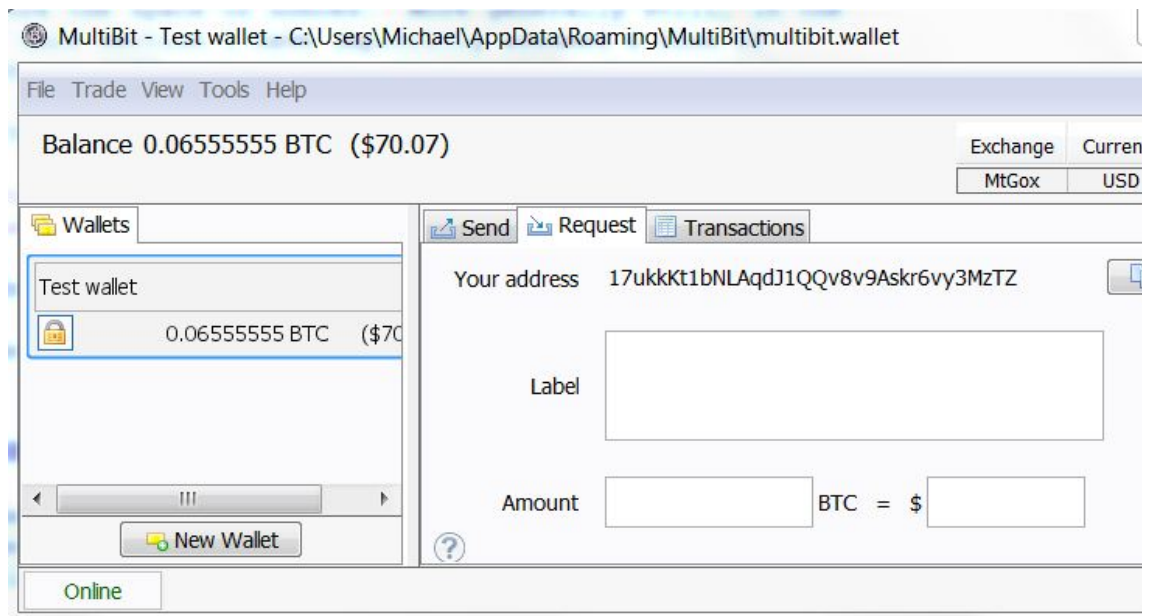 MultiBit - Test wallet - C:\Users\Michael\AppData\Roaming\MultiBit\multibit.wallet
File Trade View Tools Help
Balance 0.06555555 BTC ($70.07)
Exchange Curren
MtGox USD
Wallets
Test wallet
0.06555555 BTC ($70
New Wallet
Send Request Transactions
Your address 17ukkKt1bNLAqdJ1QQv8v9Askr6vy3MzTZ
Label
Amount BTC = $
?
Online